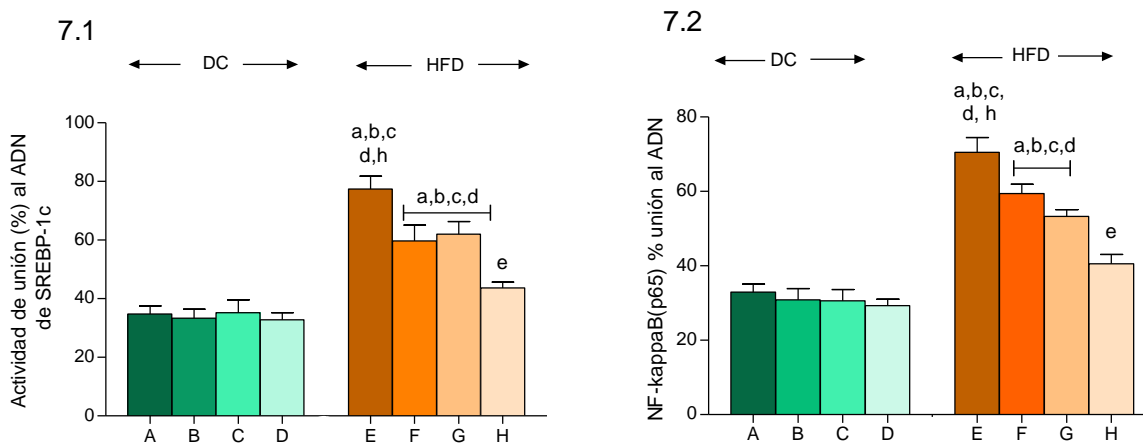 7.1
DC
HFD
Actividad de unión (%) al ADN
de SREBP-1c
100
80
60
40
20
0
a,b,c
d,h
a,b,c,d
e
A B C D E F G H
7.2
DC
HFD
NF-kappaB(p65) % unión al ADN
80
60
40
20
0
a,b,c,
d, h
a,b,c,d
e
A B C D E F G H